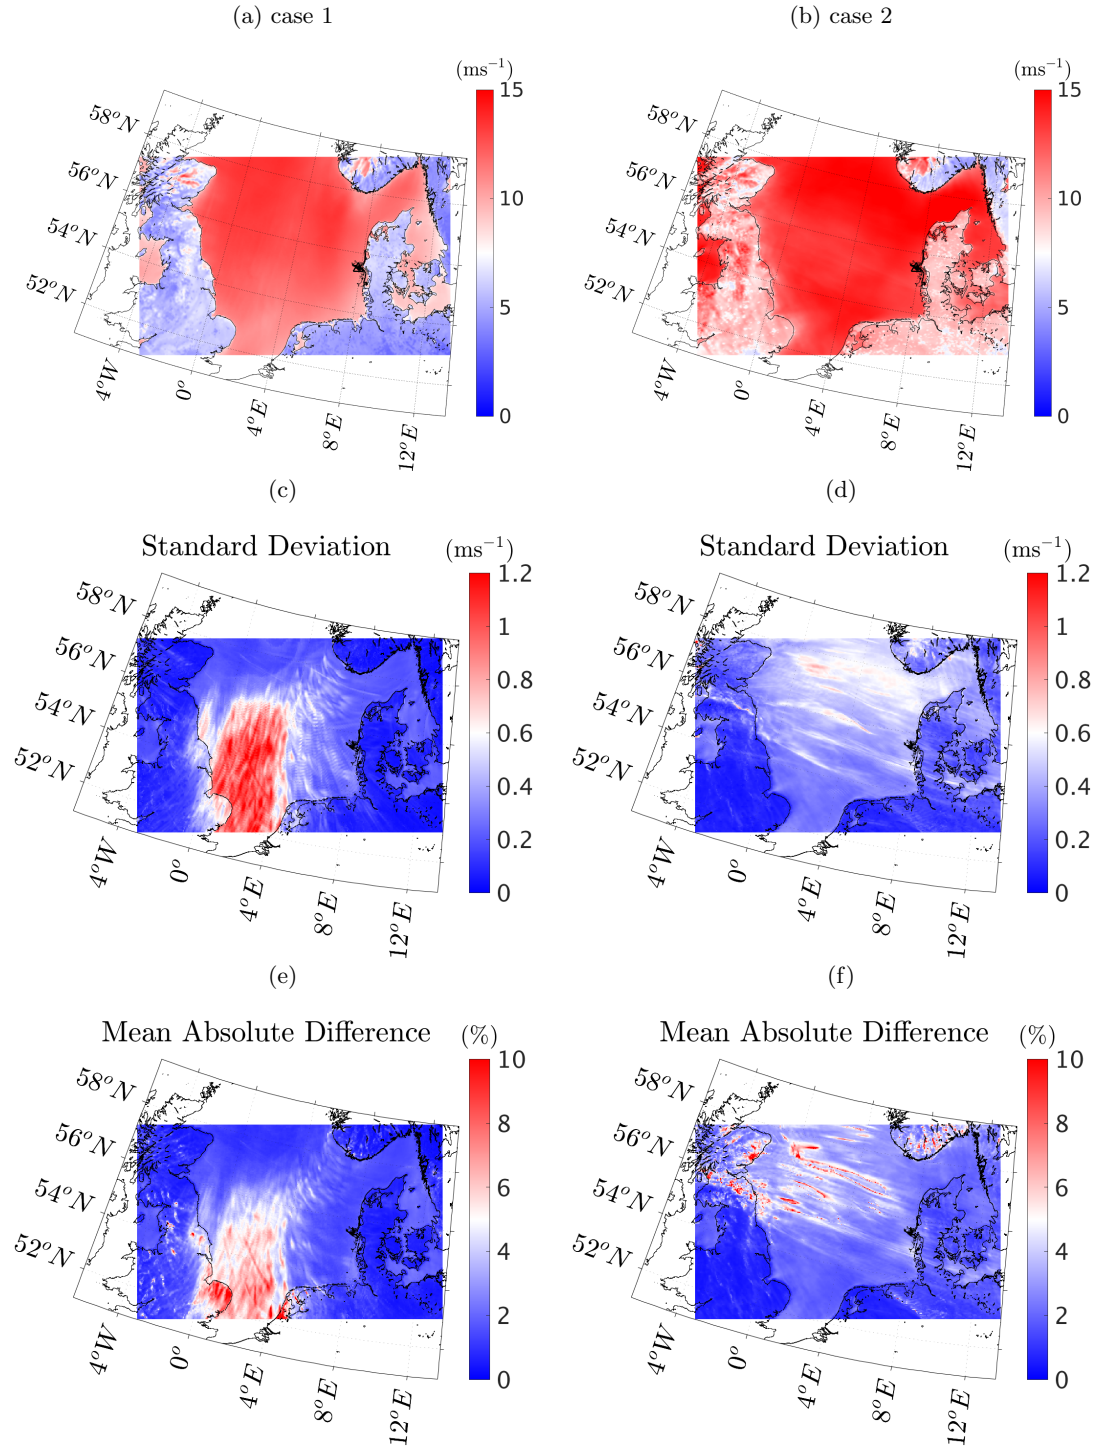 (a) case 1
(b) case 2
(ms⁻¹)
15
10
5
0
58°N
56°N
54°N
52°N
4°W
0°
4°E
8°E
12°E
(ms⁻¹)
15
10
5
0
58°N
56°N
54°N
52°N
4°W
0°
4°E
8°E
12°E
(c)
(d)
Standard Deviation
(ms⁻¹)
1.2
1
0.8
0.6
0.4
0.2
0
58°N
56°N
54°N
52°N
4°W
0°
4°E
8°E
12°E
Standard Deviation
(ms⁻¹)
1.2
1
0.8
0.6
0.4
0.2
0
58°N
56°N
54°N
52°N
4°W
0°
4°E
8°E
12°E
(e)
(f)
Mean Absolute Difference
(%)
10
8
6
4
2
0
58°N
56°N
54°N
52°N
4°W
0°
4°E
8°E
12°E
Mean Absolute Difference
(%)
10
8
6
4
2
0
58°N
56°N
54°N
52°N
4°W
0°
4°E
8°E
12°E